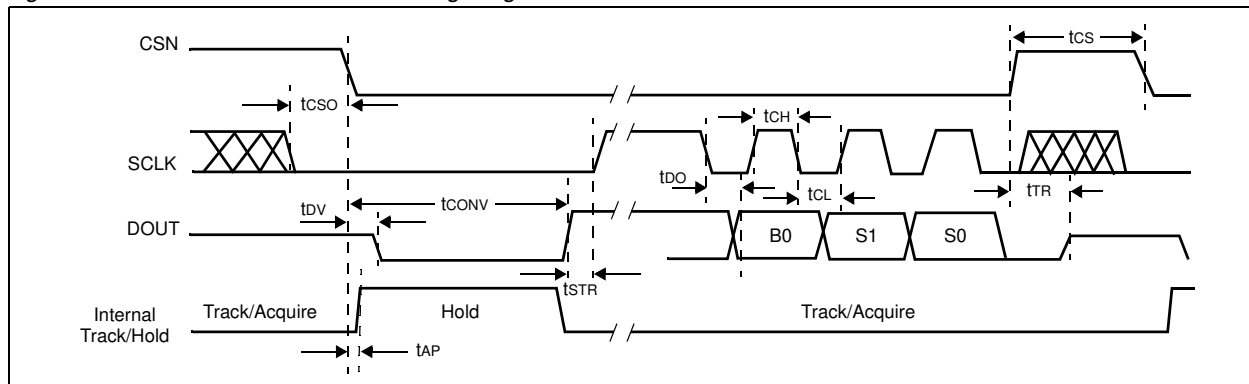 CSN
tCS
tCSO
SCLK
tCH
tDO
tCL
tTR
tDV
tCONV
DOUT
B0
S1
S0
tSTR
Internal
Track/Hold
Track/Acquire
Hold
Track/Acquire
tAP